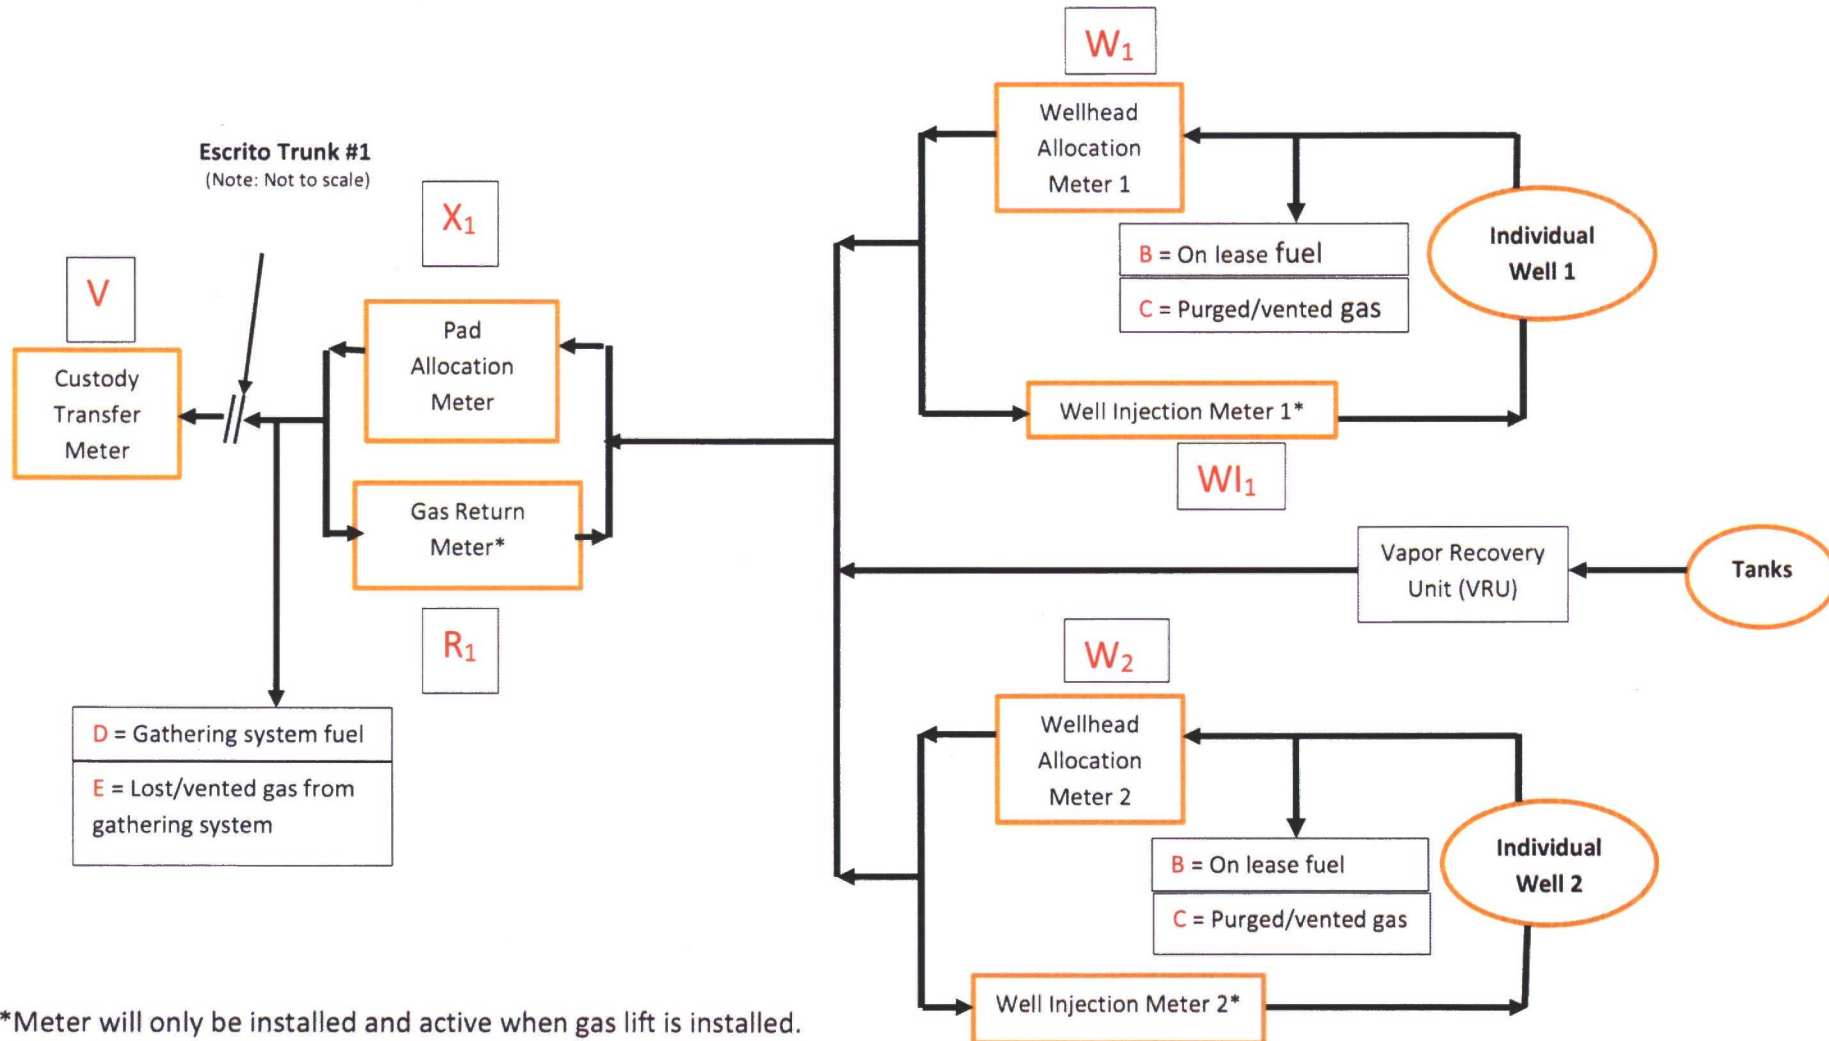 W₁
Wellhead
Allocation
Meter 1
Escrito Trunk #1
(Note: Not to scale)
X₁
B = On lease fuel
C = Purged/vented gas
Individual
Well 1
V
Custody
Transfer
Meter
Pad
Allocation
Meter
Well Injection Meter 1*
WI₁
Gas Return
Meter*
R₁
Vapor Recovery
Unit (VRU)
Tanks
W₂
Wellhead
Allocation
Meter 2
D = Gathering system fuel
E = Lost/vented gas from
gathering system
B = On lease fuel
C = Purged/vented gas
Individual
Well 2
Well Injection Meter 2*
*Meter will only be installed and active when gas lift is installed.